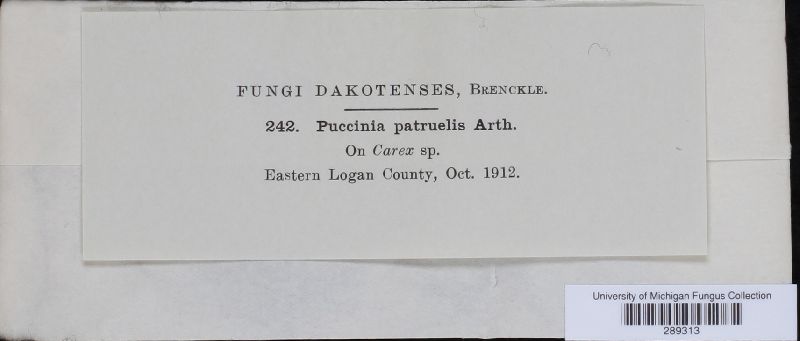 FUNGI DAKOTENSES, BRENCKLE.
242. Puccinia patruelis Arth.
On Carex sp.
Eastern Logan County, Oct. 1912.
University of Michigan Fungus Collection
289313